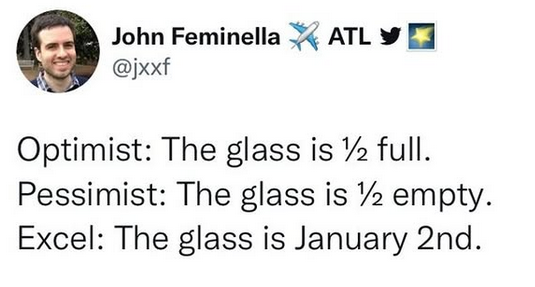 John Feminella ✈️ ATL
@jxxf
Optimist: The glass is ½ full.
Pessimist: The glass is ½ empty.
Excel: The glass is January 2nd.